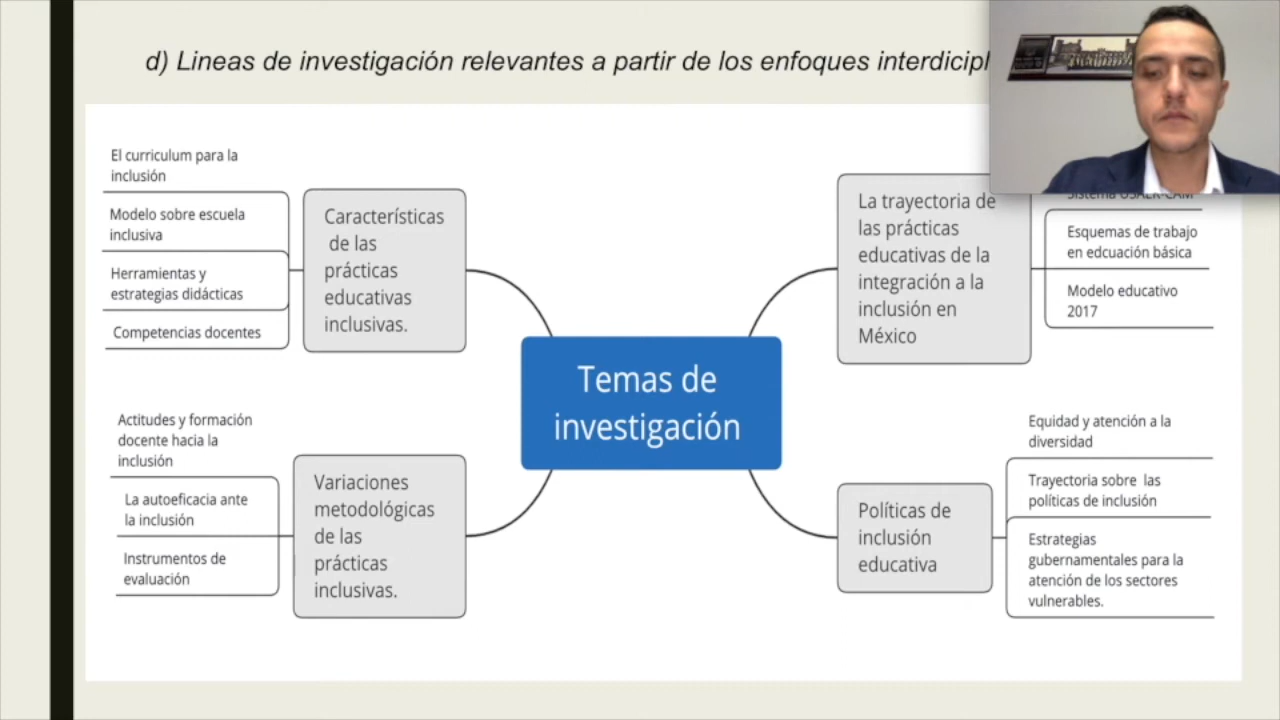 d) Lineas de investigación relevantes a partir de los enfoques
El curriculum para la
inclusión
Modelo sobre escuela
inclusiva
Herramientas y
estrategias didácticas
Competencias docentes
Características
de las
prácticas
educativas
inclusivas.
Actitudes y formación
docente hacia la
inclusión
La autoeficacia ante
la inclusión
Instrumentos de
evaluación
Variaciones
metodológicas
de las
prácticas
inclusivas.
Temas de
investigación
La trayectoria de
las prácticas
educativas de la
integración a la
inclusión en
México
Sistema USAER-CAM
Esquemas de trabajo
en edcuación básica
Modelo educativo
2017
Políticas de
inclusión
educativa
Equidad y atención a la
diversidad
Trayectoria sobre las
políticas de inclusión
Estrategias
gubernamentales para la
atención de los sectores
vulnerables.